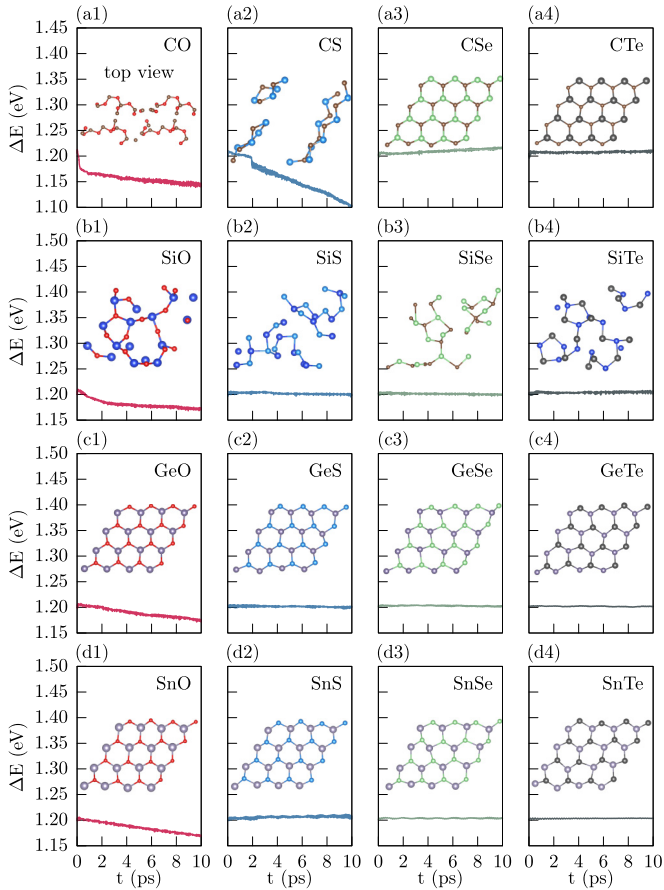 (a1) (a2) (a3) (a4)
1.45 CO CS CSe CTe
1.40 top view
1.35
1.30
1.25
1.20
1.15
1.10
ΔE (eV)
(b1) (b2) (b3) (b4)
1.50 SiO SiS SiSe SiTe
1.45
1.40
1.35
1.30
1.25
1.20
1.15
ΔE (eV)
(c1) (c2) (c3) (c4)
1.50 GeO GeS GeSe GeTe
1.45
1.40
1.35
1.30
1.25
1.20
1.15
ΔE (eV)
(d1) (d2) (d3) (d4)
1.50 SnO SnS SnSe SnTe
1.45
1.40
1.35
1.30
1.25
1.20
1.15
ΔE (eV)
0 2 4 6 8 10 0 2 4 6 8 10 0 2 4 6 8 10 0 2 4 6 8 10
t (ps) t (ps) t (ps) t (ps)